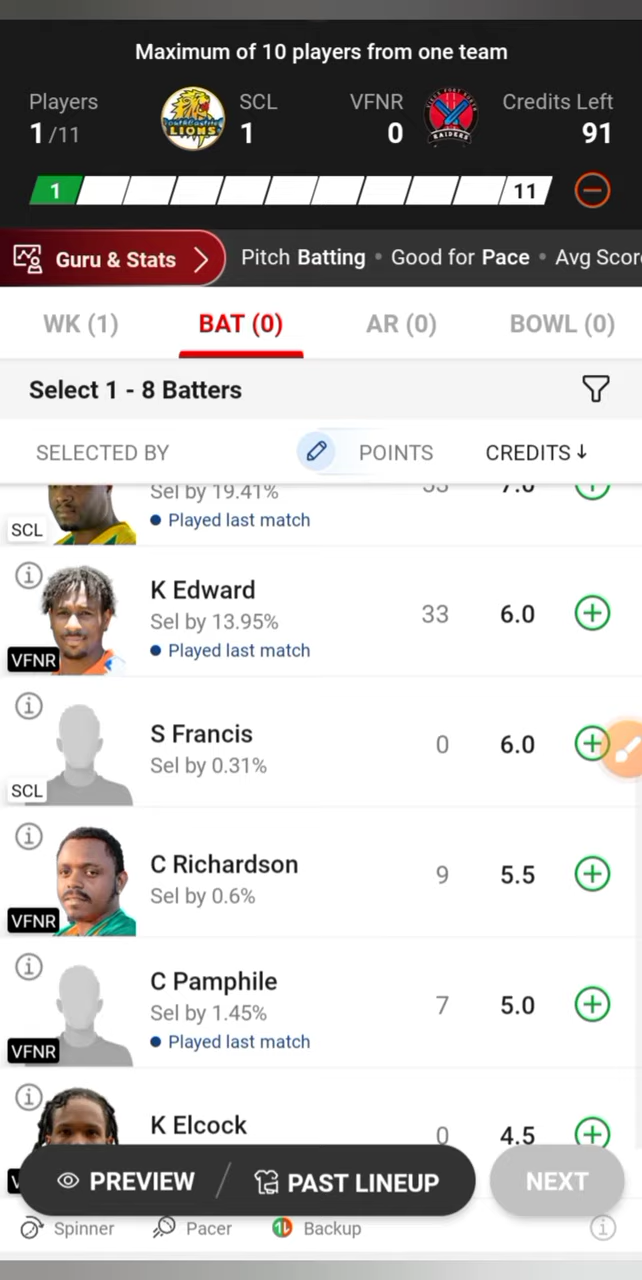 Maximum of 10 players from one team
Players SCL VFNR Credits Left
1/11 1 0 91
LIONS
RAIDERS
1 11
Guru & Stats Pitch Batting • Good for Pace • Avg Scor
WK (1) BAT (0) AR (0) BOWL (0)
Select 1 - 8 Batters
SELECTED BY POINTS CREDITS ↓
Sel by 19.41%
SCL • Played last match
K Edward
Sel by 13.95% 33 6.0
VFNR • Played last match
S Francis
Sel by 0.31% 0 6.0
SCL
C Richardson
Sel by 0.6% 9 5.5
VFNR
C Pamphile
Sel by 1.45% 7 5.0
VFNR • Played last match
K Elcock
0 4.5
PREVIEW / PAST LINEUP NEXT
Spinner Pacer Backup